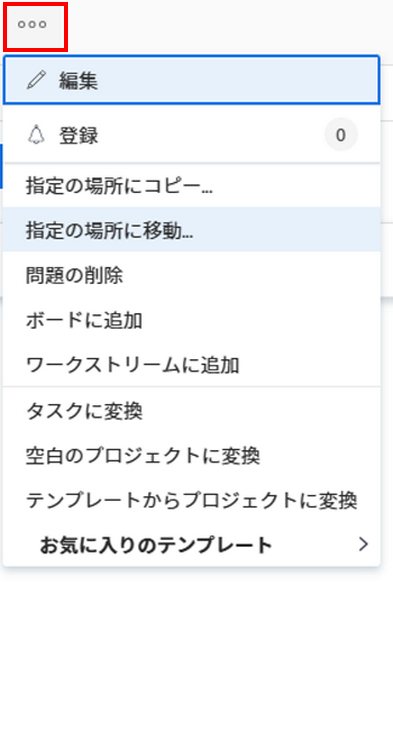 編集
登録 0
指定の場所にコピー...
指定の場所に移動...
問題の削除
ボードに追加
ワークストリームに追加
タスクに変換
空白のプロジェクトに変換
テンプレートからプロジェクトに変換
お気に入りのテンプレート